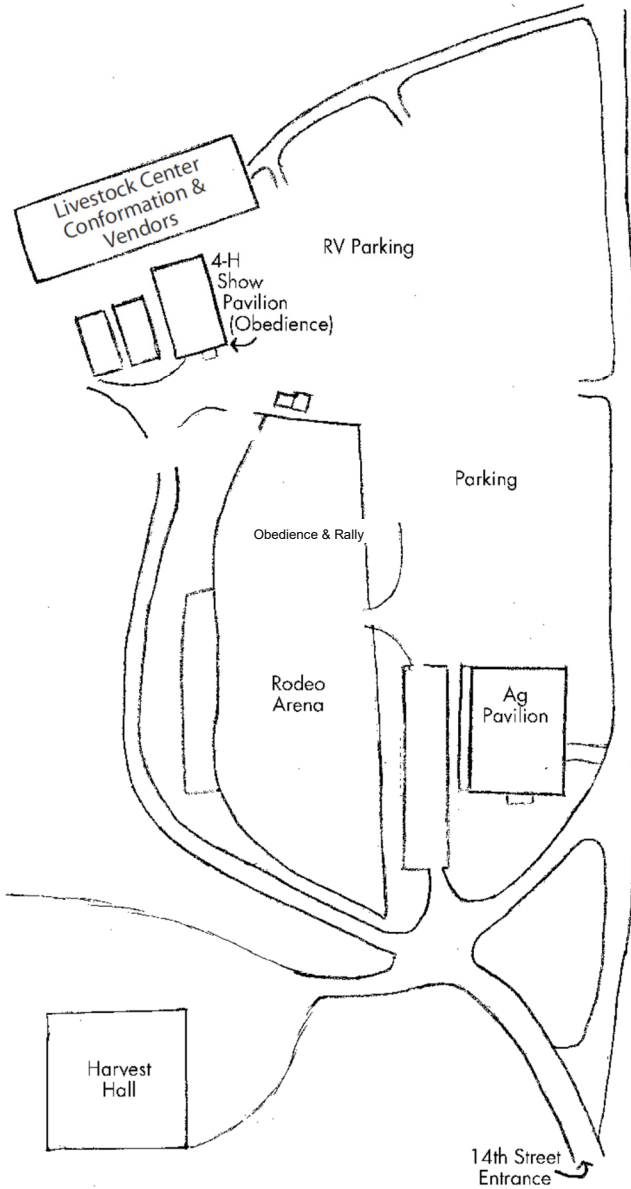 Livestock Center
Conformation &
Vendors
4-H
Show
Pavilion
(Obedience)
RV Parking
Parking
Obedience & Rally
Rodeo
Arena
Ag
Pavilion
Harvest
Hall
14th Street
Entrance